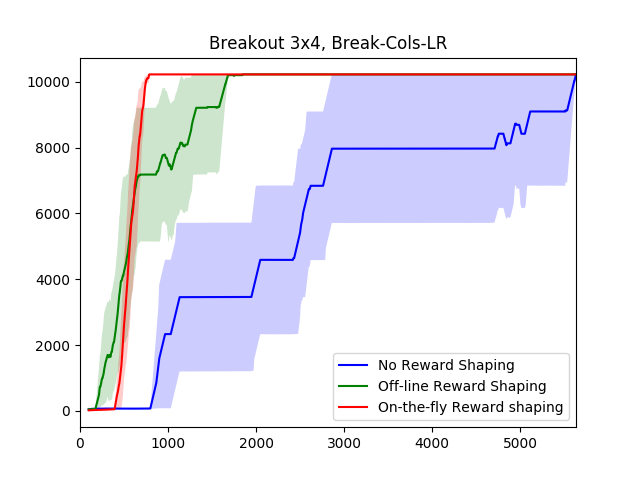 Breakout 3x4, Break-Cols-LR
10000
8000
6000
4000
2000
0
No Reward Shaping
Off-line Reward Shaping
On-the-fly Reward shaping
0 1000 2000 3000 4000 5000